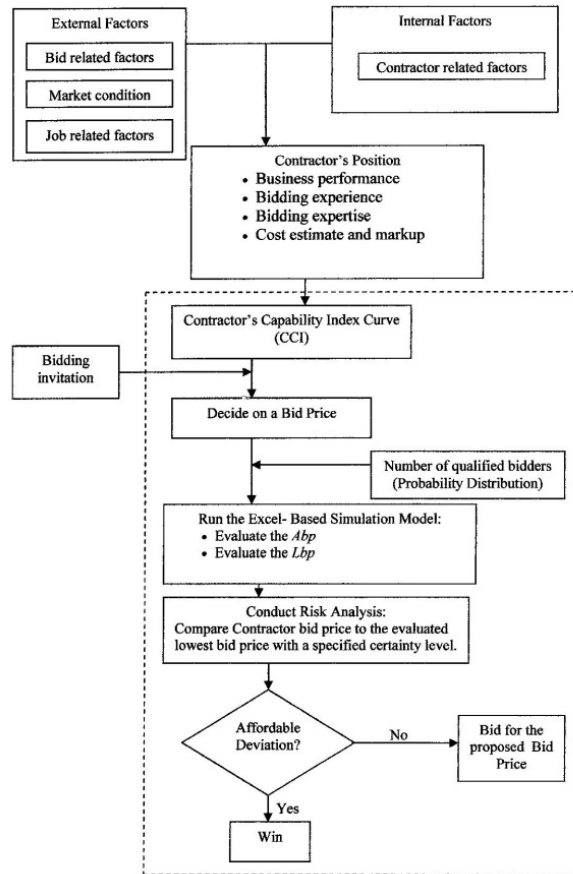 External Factors
Bid related factors
Market condition
Job related factors
Internal Factors
Contractor related factors
Contractor's Position
• Business performance
• Bidding experience
• Bidding expertise
• Cost estimate and markup
Contractor's Capability Index Curve
(CCI)
Bidding
invitation
Decide on a Bid Price
Number of qualified bidders
(Probability Distribution)
Run the Excel- Based Simulation Model:
• Evaluate the Abp
• Evaluate the Lbp
Conduct Risk Analysis:
Compare Contractor bid price to the evaluated
lowest bid price with a specified certainty level.
Affordable
Deviation?
No
Bid for the
proposed Bid
Price
Yes
Win